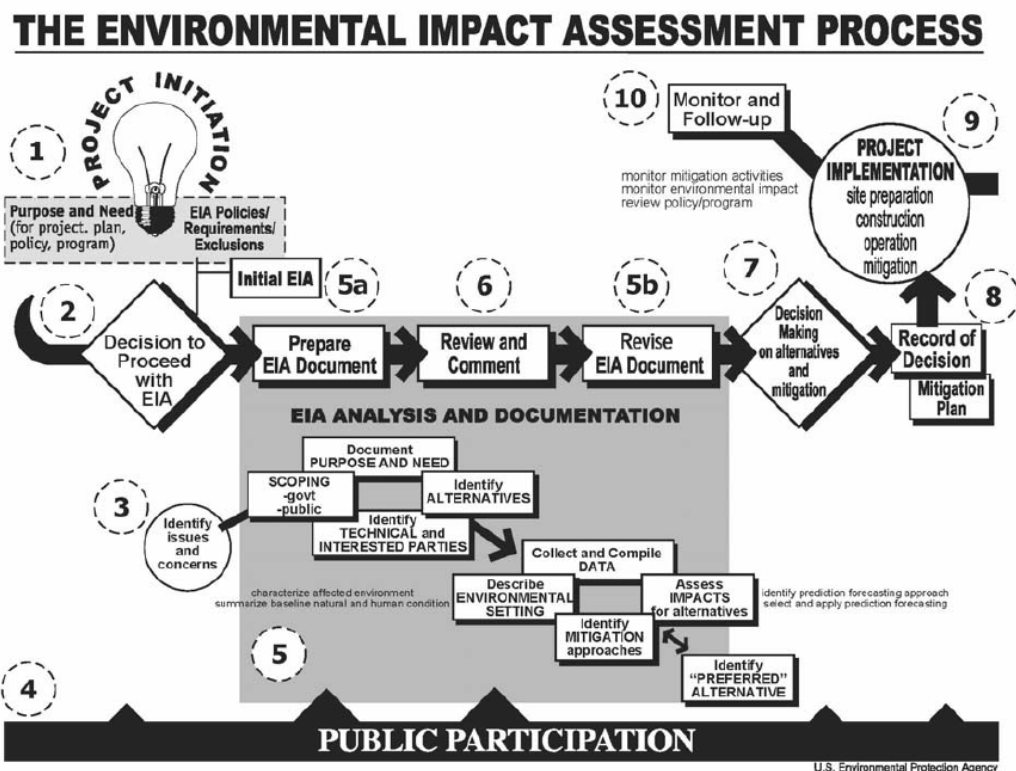 THE ENVIRONMENTAL IMPACT ASSESSMENT PROCESS
PROJECT INITIATION
1
Purpose and Need
(for project. plan,
policy, program)
EIA Policies/
Requirements/
Exclusions
Initial EIA
2
Decision to
Proceed
with
EIA
5a
Prepare
EIA Document
6
Review and
Comment
5b
Revise
EIA Document
7
Decision
Making
on alternatives
and
mitigation
8
Record of
Decision
Mitigation
Plan
9
PROJECT
IMPLEMENTATION
site preparation
construction
operation
mitigation
10
Monitor and
Follow-up
monitor mitigation activities
monitor environmental impact
review policy/program
EIA ANALYSIS AND DOCUMENTATION
3
Identify
issues
and
concerns
SCOPING
-govt
-public
Document
PURPOSE AND NEED
Identify
ALTERNATIVES
Identify
TECHNICAL and
INTERESTED PARTIES
Collect and Compile
DATA
Describe
ENVIRONMENTAL
SETTING
Assess
IMPACTS
for alternatives
Identify
MITIGATION
approaches
Identify
“PREFERRED”
ALTERNATIVE
characterize affected environment
summarize baseline natural and human condition
identify prediction forecasting approach
select and apply prediction forecasting
5
4
PUBLIC PARTICIPATION
U.S. Environmental Protection Agency